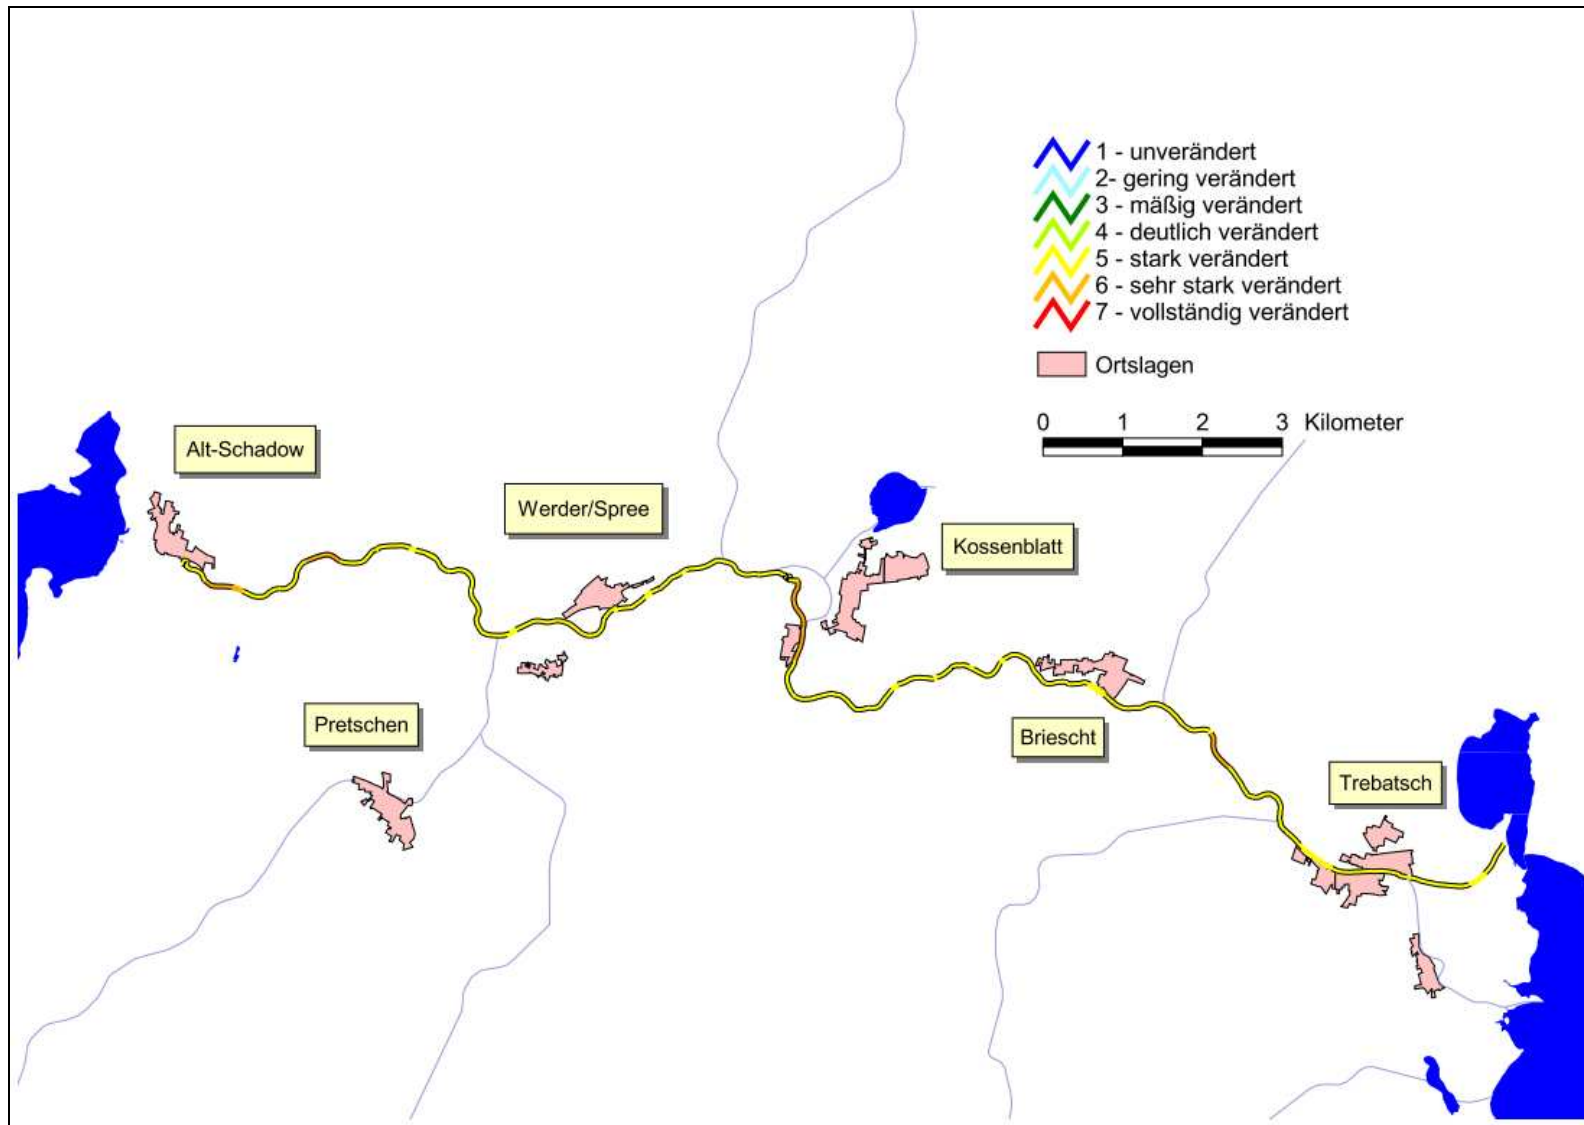 1 - unverändert
2- gering verändert
3 - mäßig verändert
4 - deutlich verändert
5 - stark verändert
6 - sehr stark verändert
7 - vollständig verändert
Ortslagen
0 1 2 3 Kilometer
Alt-Schadow
Werder/Spree
Kossenblatt
Pretschen
Briescht
Trebatsch